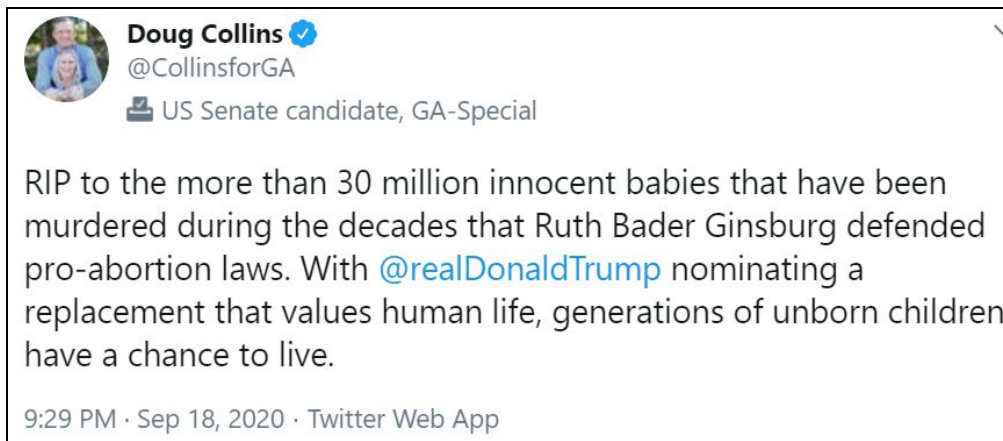 Doug Collins
@CollinsforGA
US Senate candidate, GA-Special
RIP to the more than 30 million innocent babies that have been
murdered during the decades that Ruth Bader Ginsburg defended
pro-abortion laws. With @realDonaldTrump nominating a
replacement that values human life, generations of unborn children
have a chance to live.
9:29 PM · Sep 18, 2020 · Twitter Web App